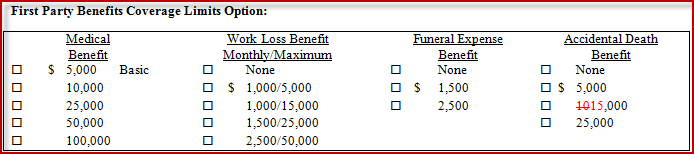 First Party Benefits Coverage Limits Option:
Medical Work Loss Benefit Funeral Expense Accidental Death
Benefit Monthly/Maximum Benefit Benefit
☐ $ 5,000 Basic ☐ None ☐ None ☐ None
☐ 10,000 ☐ $ 1,000/5,000 ☐ $ 1,500 ☐ $ 5,000
☐ 25,000 ☐ 1,000/15,000 ☐ 2,500 ☐ 1015,000
☐ 50,000 ☐ 1,500/25,000 ☐ 25,000
☐ 100,000 ☐ 2,500/50,000